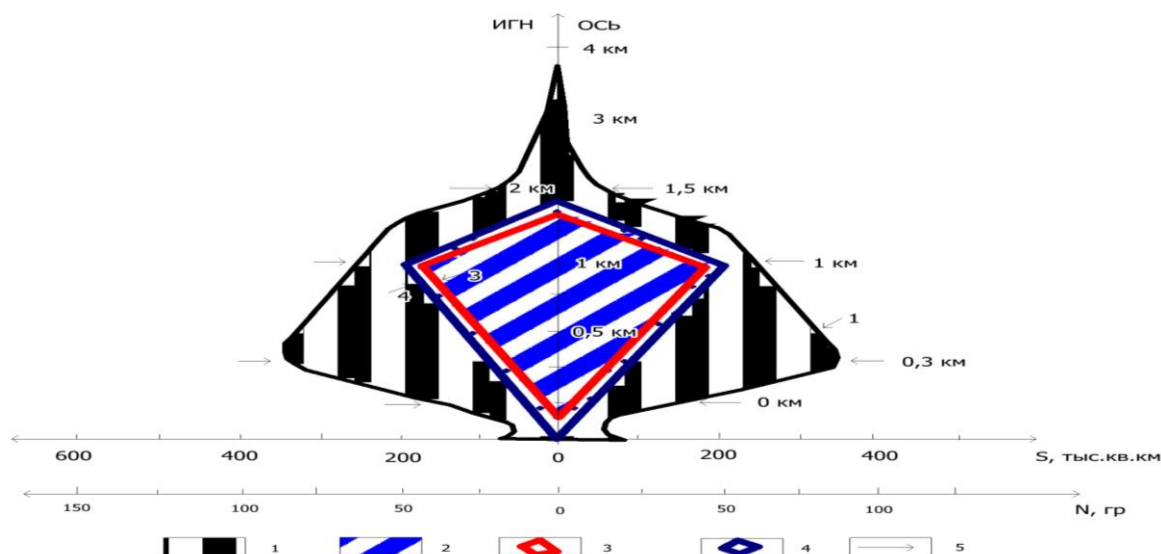 ИГН ОСЬ
4 км
3 км
2 км 1,5 км
1 км 1 км
3
4
1
0,5 км
0,3 км
0 км
600 400 200 0 200 400 S, тыс.кв.км
150 100 50 0 50 100 N, гр
1 2 3 4 5